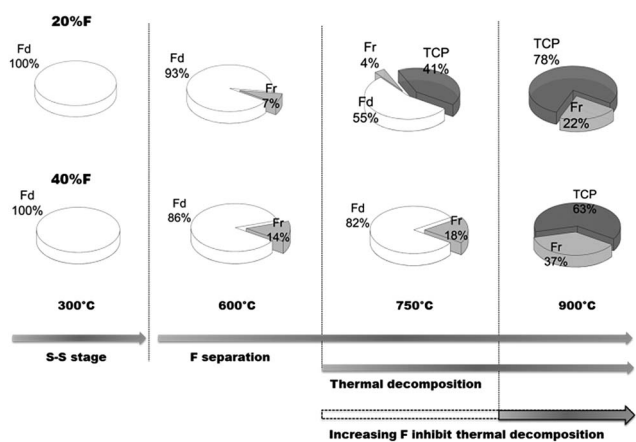 20%F
Fd
100%
Fd
93%
Fr
7%
Fr
4%
TCP
41%
Fd
55%
TCP
78%
Fr
22%
40%F
Fd
100%
Fd
86%
Fr
14%
Fd
82%
Fr
18%
TCP
63%
Fr
37%
300°C
600°C
750°C
900°C
S-S stage
F separation
Thermal decomposition
Increasing F inhibit thermal decomposition